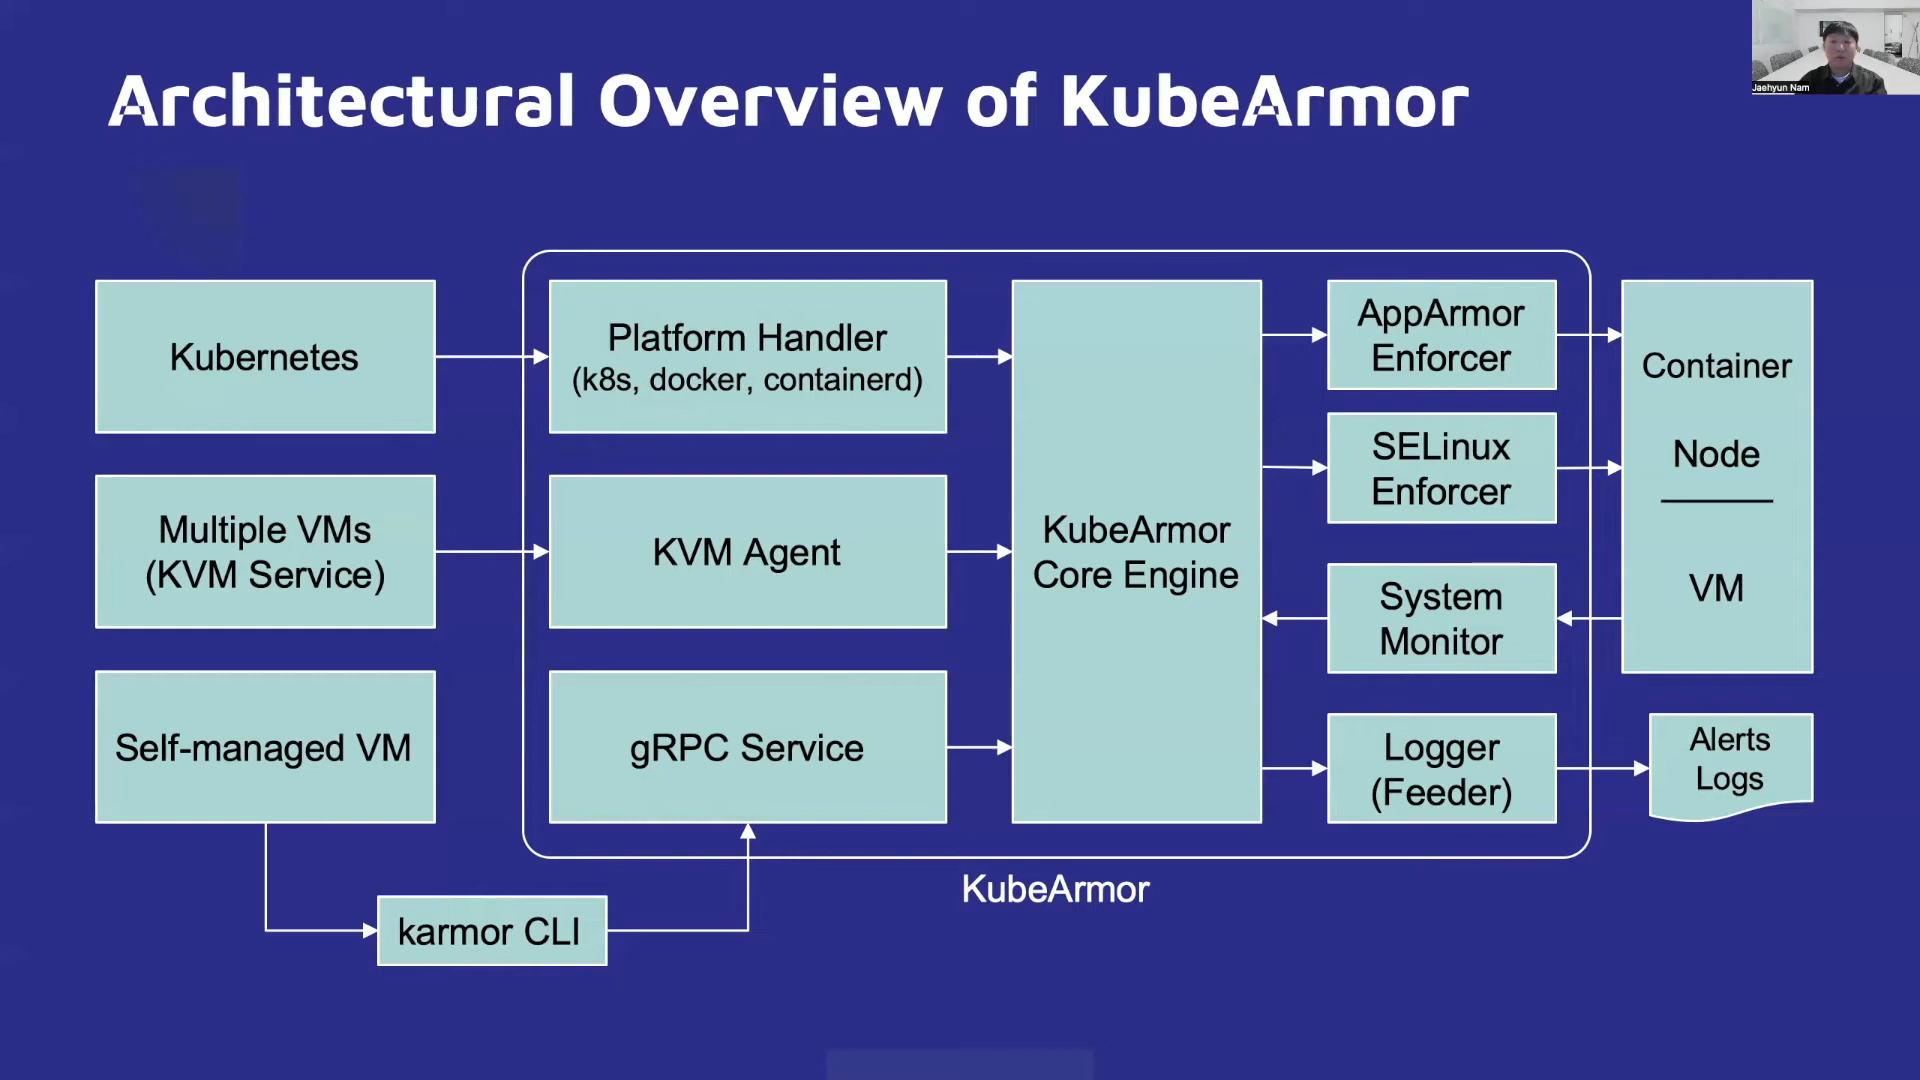 Architectural Overview of KubeArmor
Jaehyun Nam
Kubernetes
Platform Handler
(k8s, docker, containerd)
Multiple VMs
(KVM Service)
KVM Agent
Self-managed VM
gRPC Service
karmor CLI
KubeArmor
Core Engine
AppArmor
Enforcer
SELinux
Enforcer
System
Monitor
Logger
(Feeder)
Container
Node
VM
Alerts
Logs
KubeArmor